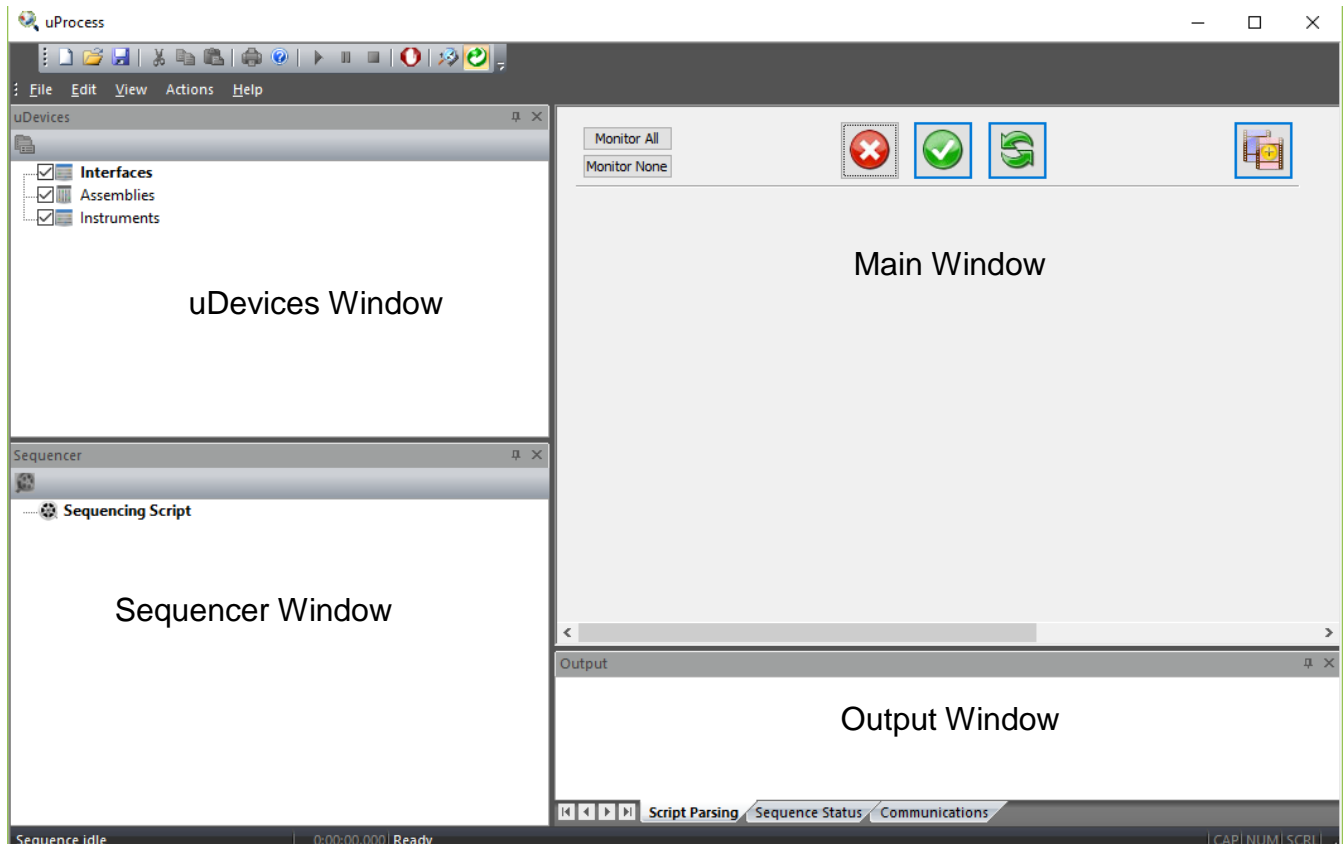 uProcess
File Edit View Actions Help
uDevices
Interfaces
Assemblies
Instruments
uDevices Window
Sequencer
Sequencing Script
Sequencer Window
Monitor All
Monitor None
Main Window
Output
Output Window
Script Parsing Sequence Status Communications
Sequence idle 0:00:00.000 Ready CAP NUM SCRL